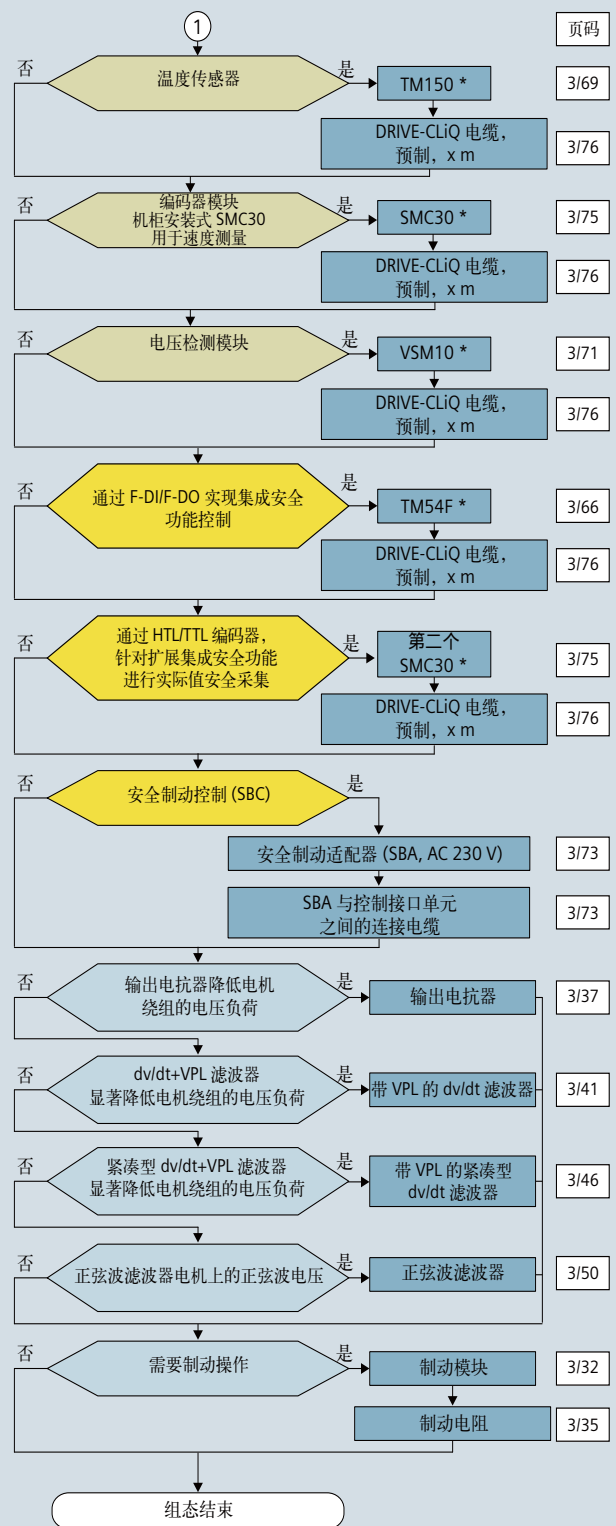 1
页码
否
温度传感器
是
TM150 *
3/69
DRIVE-CLiQ 电缆，
预制，x m
3/76
否
编码器模块
机柜安装式 SMC30
用于速度测量
是
SMC30 *
3/75
DRIVE-CLiQ 电缆，
预制，x m
3/76
否
电压检测模块
是
VSM10 *
3/71
DRIVE-CLiQ 电缆，
预制，x m
3/76
否
通过 F-DI/F-DO 实现集成安全
功能控制
是
TM54F *
3/66
DRIVE-CLiQ 电缆，
预制，x m
3/76
否
通过 HTL/TTL 编码器，
针对扩展集成安全功能
进行实际值安全采集
是
第二个
SMC30 *
3/75
DRIVE-CLiQ 电缆，
预制，x m
3/76
否
安全制动控制 (SBC)
是
安全制动适配器 (SBA, AC 230 V)
3/73
SBA 与控制接口单元
之间的连接电缆
3/73
否
输出电抗器降低电机
绕组的电压负荷
是
输出电抗器
3/37
否
dv/dt+VPL 滤波器
显著降低电机绕组的电压负荷
是
带 VPL 的 dv/dt 滤波器
3/41
否
紧凑型 dv/dt+VPL 滤波器
显著降低电机绕组的电压负荷
是
带 VPL 的紧凑型
dv/dt 滤波器
3/46
否
正弦波滤波器电机上的正弦波电压
是
正弦波滤波器
3/50
否
需要制动操作
是
制动模块
3/32
制动电阻
3/35
组态结束